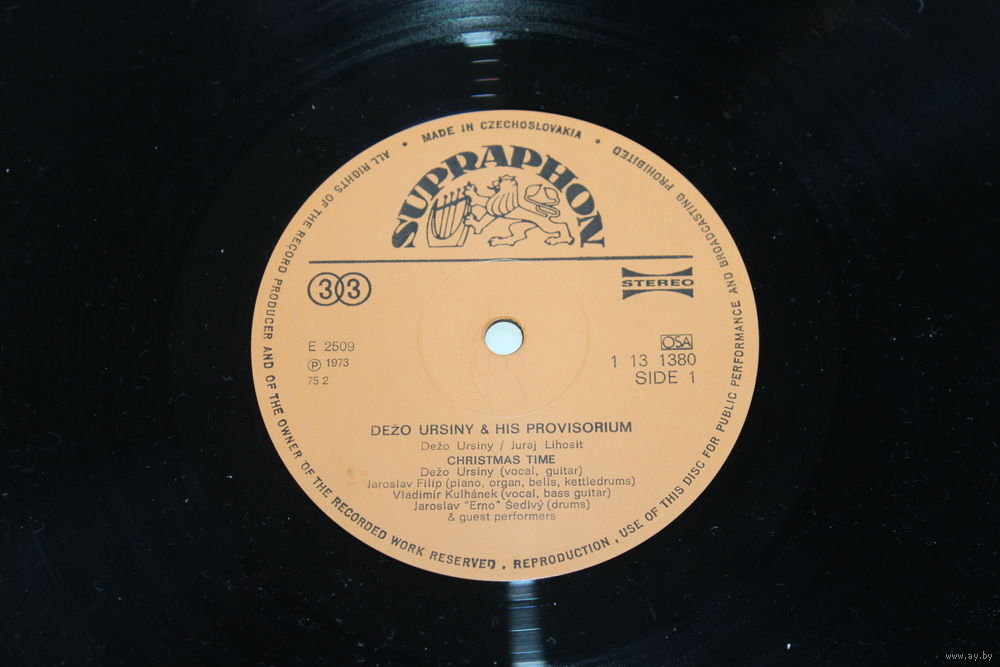 ALL RIGHTS OF THE RECORD PRODUCER AND OF THE OWNER OF THE RECORDED WORK RESERVED . REPRODUCTION , USE OF THIS DISC FOR PUBLIC PERFORMANCE AND BROADCASTING PROHIBITED
• MADE IN CZECHOSLOVAKIA •
SUPRAPHON
33
STEREO
E 2509
Ⓟ 1973
75 2
OSA
1 13 1380
SIDE 1
DEŽO URSINY & HIS PROVISORIUM
Dežo Ursiny / Juraj Lihosit
CHRISTMAS TIME
Dežo Ursiny (vocal, guitar)
Jaroslav Filip (piano, organ, bells, kettledrums)
Vladimír Kulhánek (vocal, bass guitar)
Jaroslav "Erno" Šedivý (drums)
& guest performers
www.ay.by